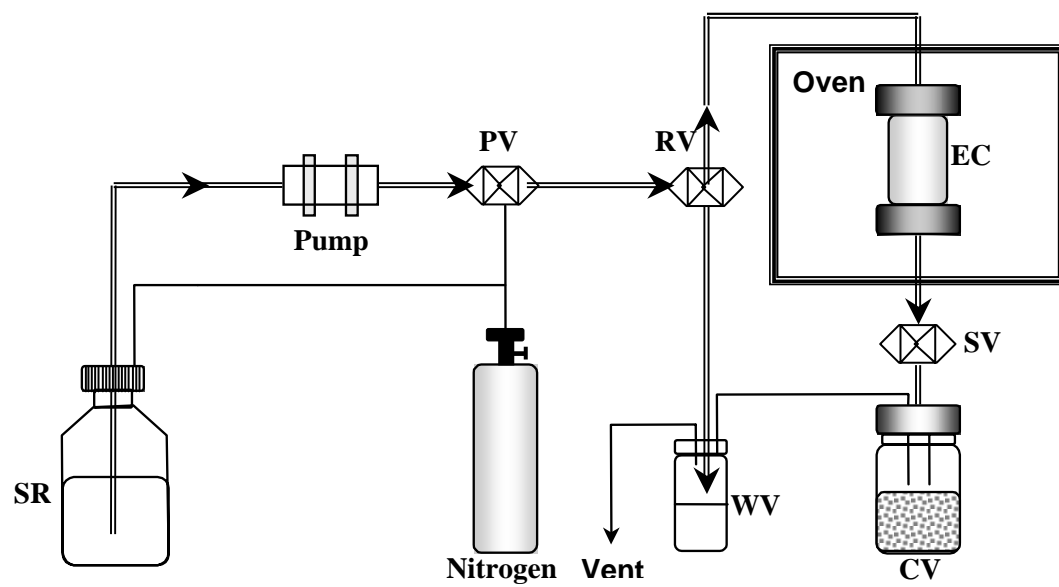 Oven
PV
RV
EC
Pump
SV
SR
WV
Nitrogen
Vent
CV